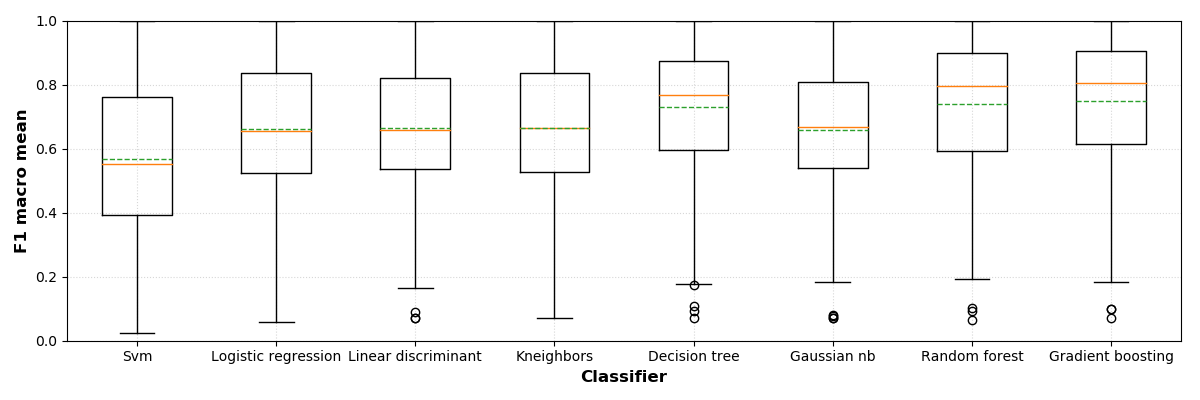 1.0
0.8
0.6
0.4
0.2
0.0
F1 macro mean
Svm Logistic regression Linear discriminant Kneighbors Decision tree Gaussian nb Random forest Gradient boosting
Classifier